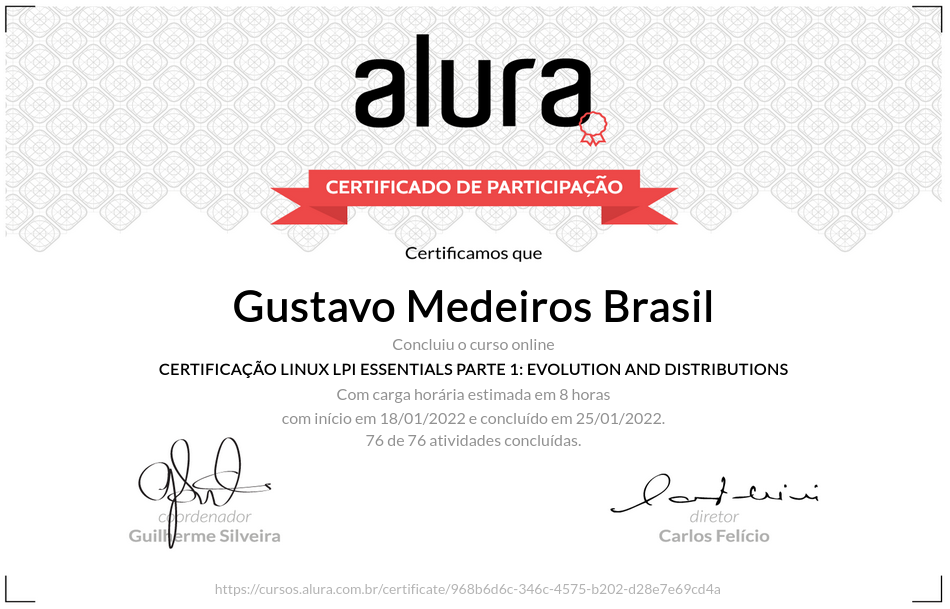 alura
CERTIFICADO DE PARTICIPAÇÃO
Certificamos que
Gustavo Medeiros Brasil
Concluiu o curso online
CERTIFICAÇÃO LINUX LPI ESSENTIALS PARTE 1: EVOLUTION AND DISTRIBUTIONS
Com carga horária estimada em 8 horas
com início em 18/01/2022 e concluído em 25/01/2022.
76 de 76 atividades concluídas.
coordenador
Guilherme Silveira
diretor
Carlos Felício
https://cursos.alura.com.br/certificate/968b6d6c-346c-4575-b202-d28e7e69cd4a